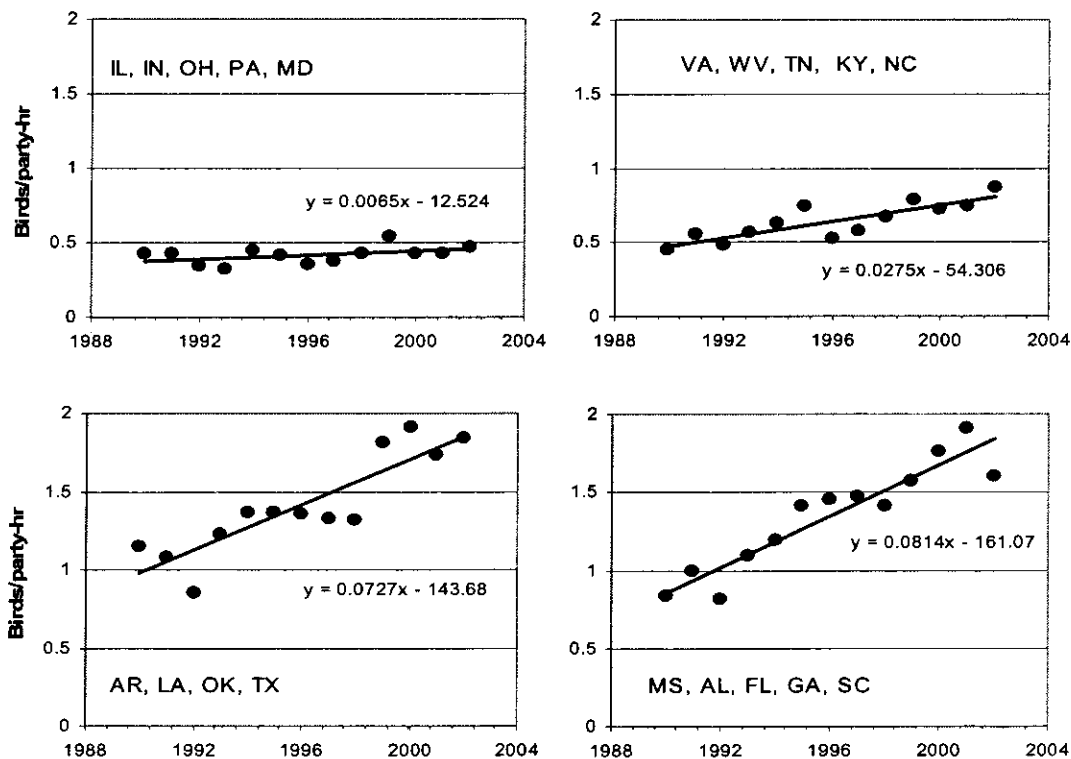 2
1.5
1
0.5
0
Birds/party-hr
IL, IN, OH, PA, MD
y = 0.0065x - 12.524
1988 1992 1996 2000 2004
2
1.5
1
0.5
0
VA, WV, TN, KY, NC
y = 0.0275x - 54.306
1988 1992 1996 2000 2004
2
1.5
1
0.5
0
Birds/party-hr
y = 0.0727x - 143.68
AR, LA, OK, TX
1988 1992 1996 2000 2004
2
1.5
1
0.5
0
y = 0.0814x - 161.07
MS, AL, FL, GA, SC
1988 1992 1996 2000 2004